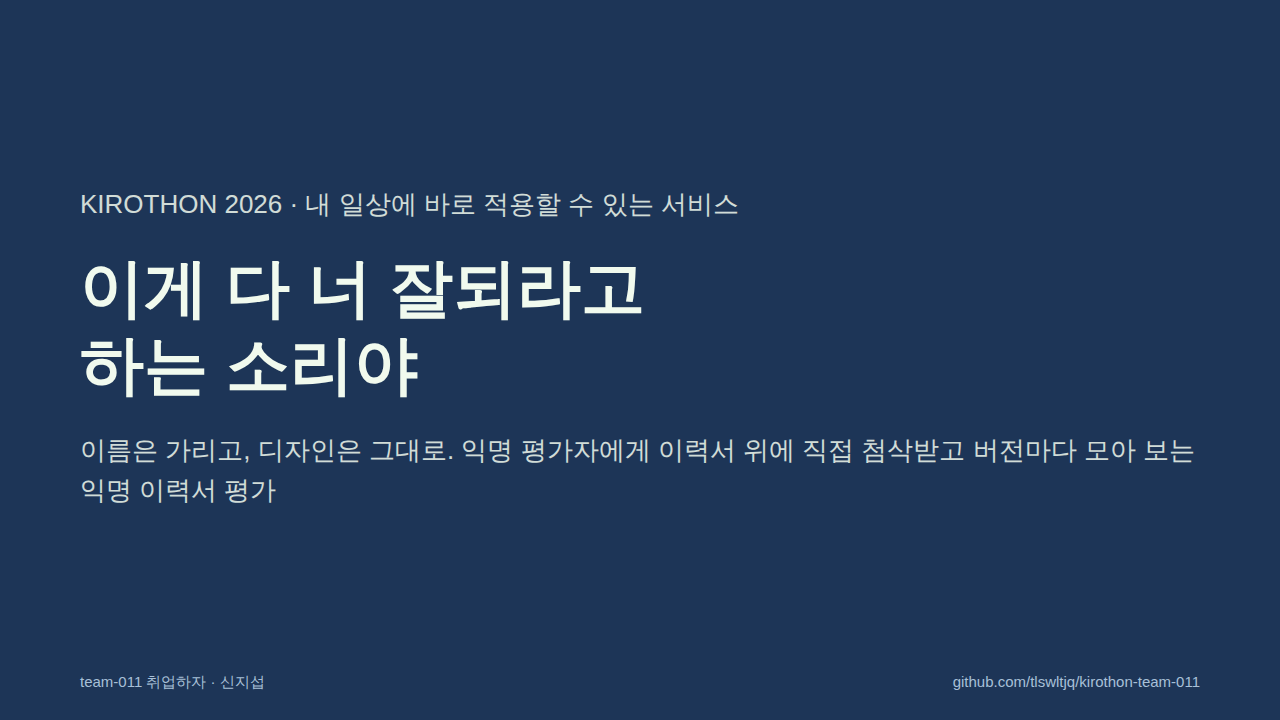 KIROTHON 2026 · 내 일상에 바로 적용할 수 있는 서비스
이게 다 너 잘되라고
하는 소리야
이름은 가리고, 디자인은 그대로. 익명 평가자에게 이력서 위에 직접 첨삭받고 버전마다 모아 보는
익명 이력서 평가
team-011 취업하자 · 신지섭
github.com/tlswltjq/kirothon-team-011